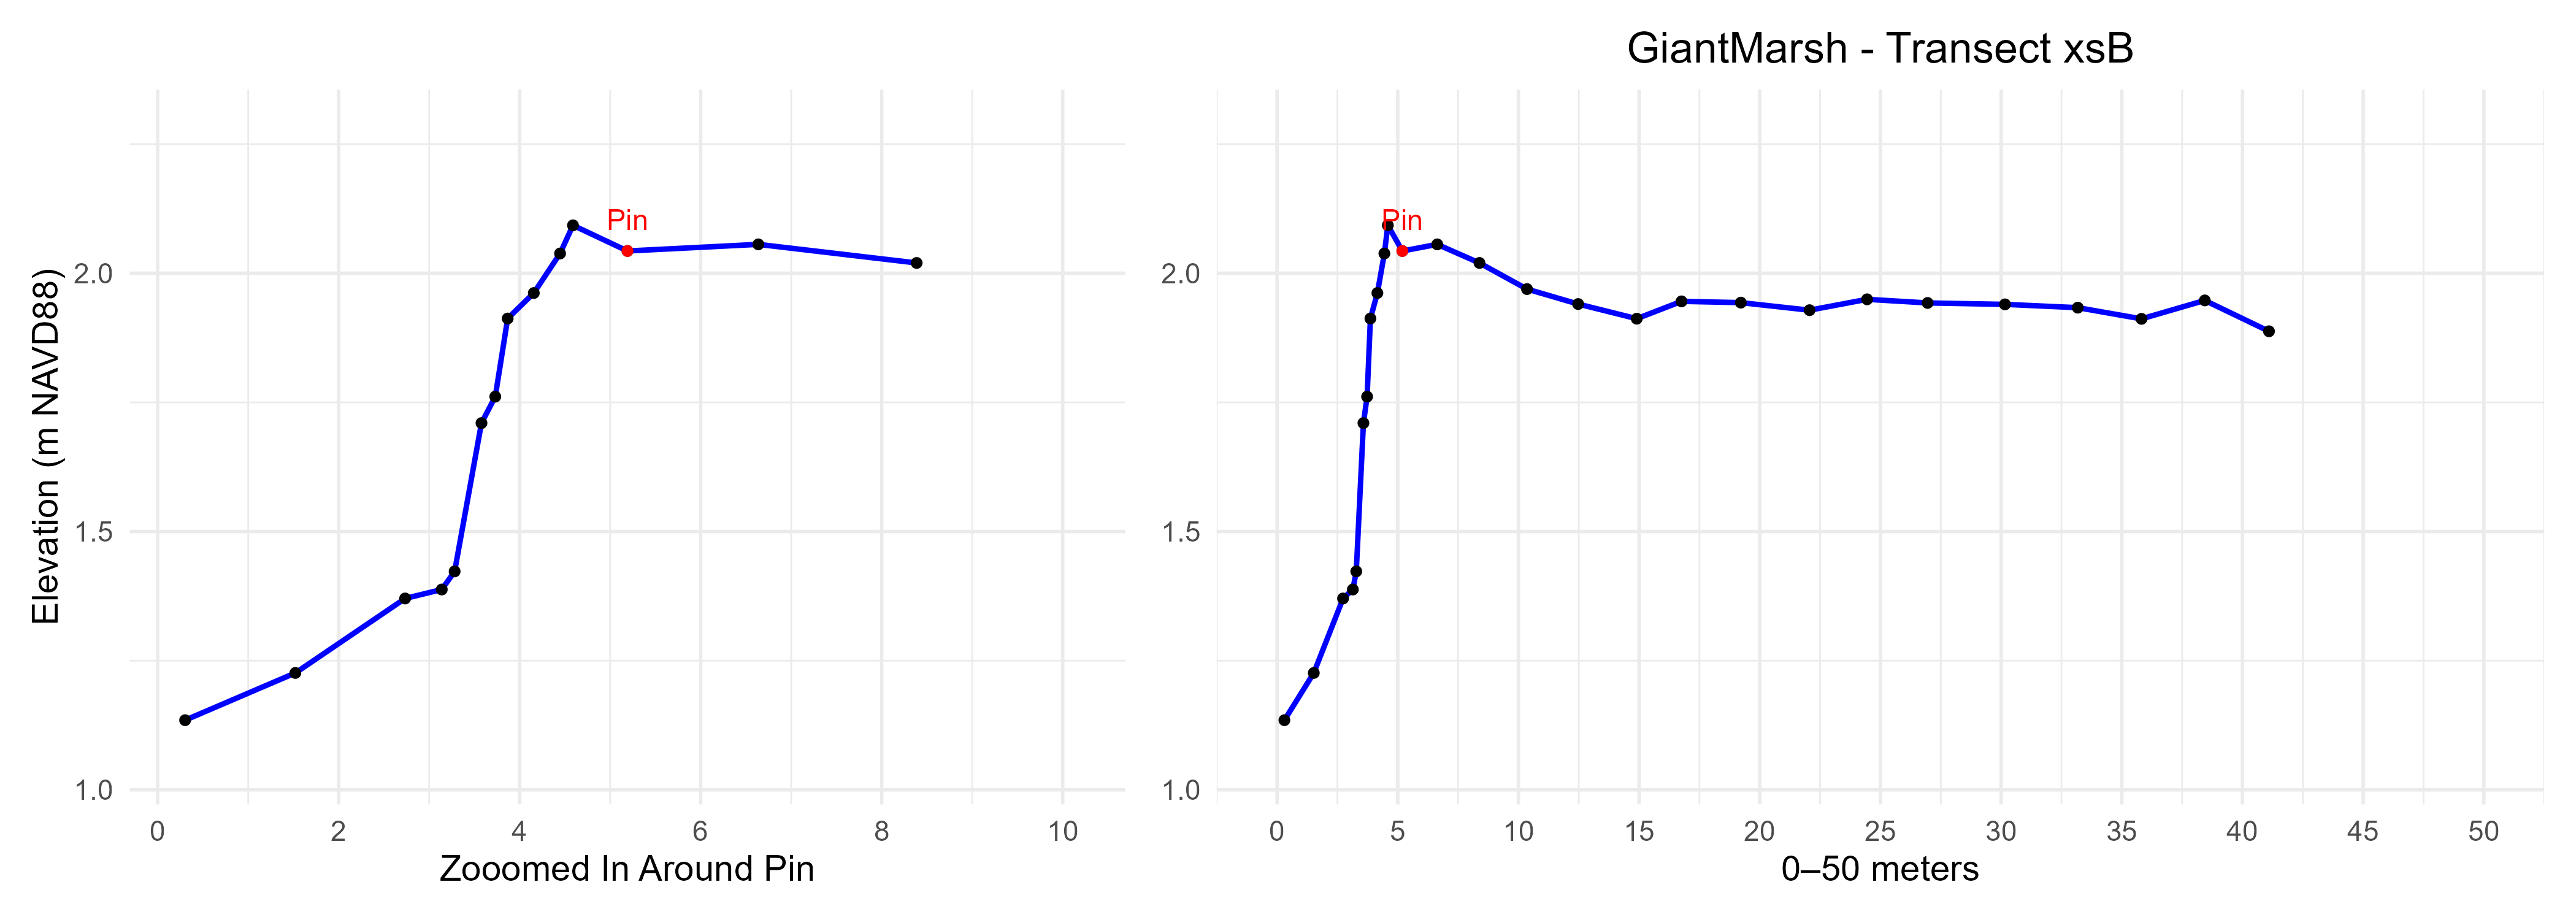 GiantMarsh - Transect xsB
Elevation (m NAVD88)
2.0
1.5
1.0
Pin
0 2 4 6 8 10
Zooomed In Around Pin
2.0
1.5
1.0
Pin
0 5 10 15 20 25 30 35 40 45 50
0–50 meters